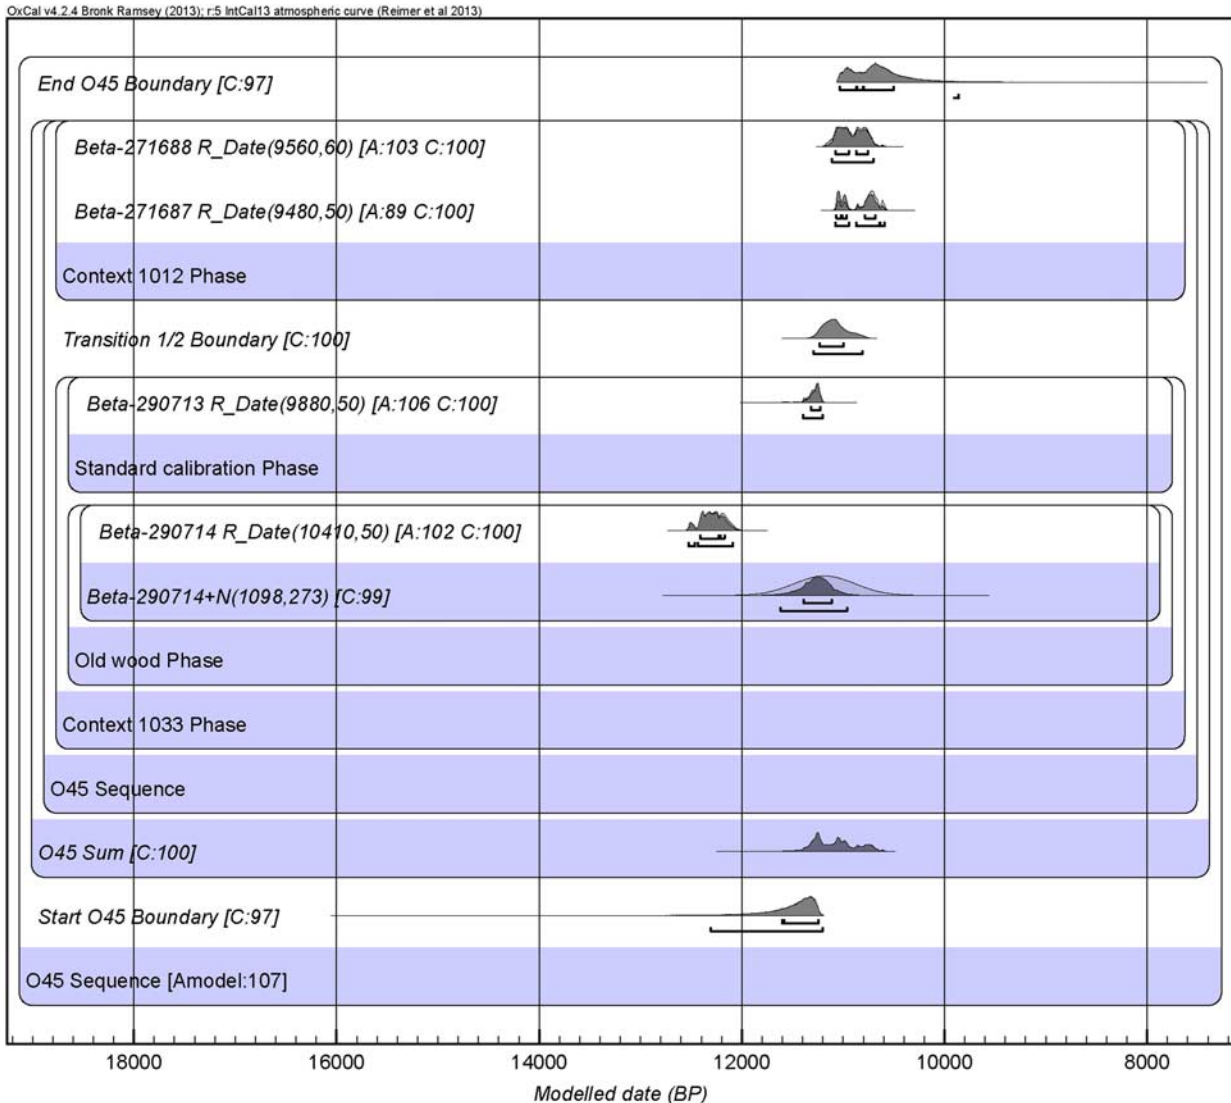 OxCal v4.2.4 Bronk Ramsey (2013); r:5 IntCal13 atmospheric curve (Reimer et al 2013)
End O45 Boundary [C:97]
Beta-271688 R_Date(9560,60) [A:103 C:100]
Beta-271687 R_Date(9480,50) [A:89 C:100]
Context 1012 Phase
Transition 1/2 Boundary [C:100]
Beta-290713 R_Date(9880,50) [A:106 C:100]
Standard calibration Phase
Beta-290714 R_Date(10410,50) [A:102 C:100]
Beta-290714+N(1098,273) [C:99]
Old wood Phase
Context 1033 Phase
O45 Sequence
O45 Sum [C:100]
Start O45 Boundary [C:97]
O45 Sequence [Amodel:107]
18000 16000 14000 12000 10000 8000
Modelled date (BP)